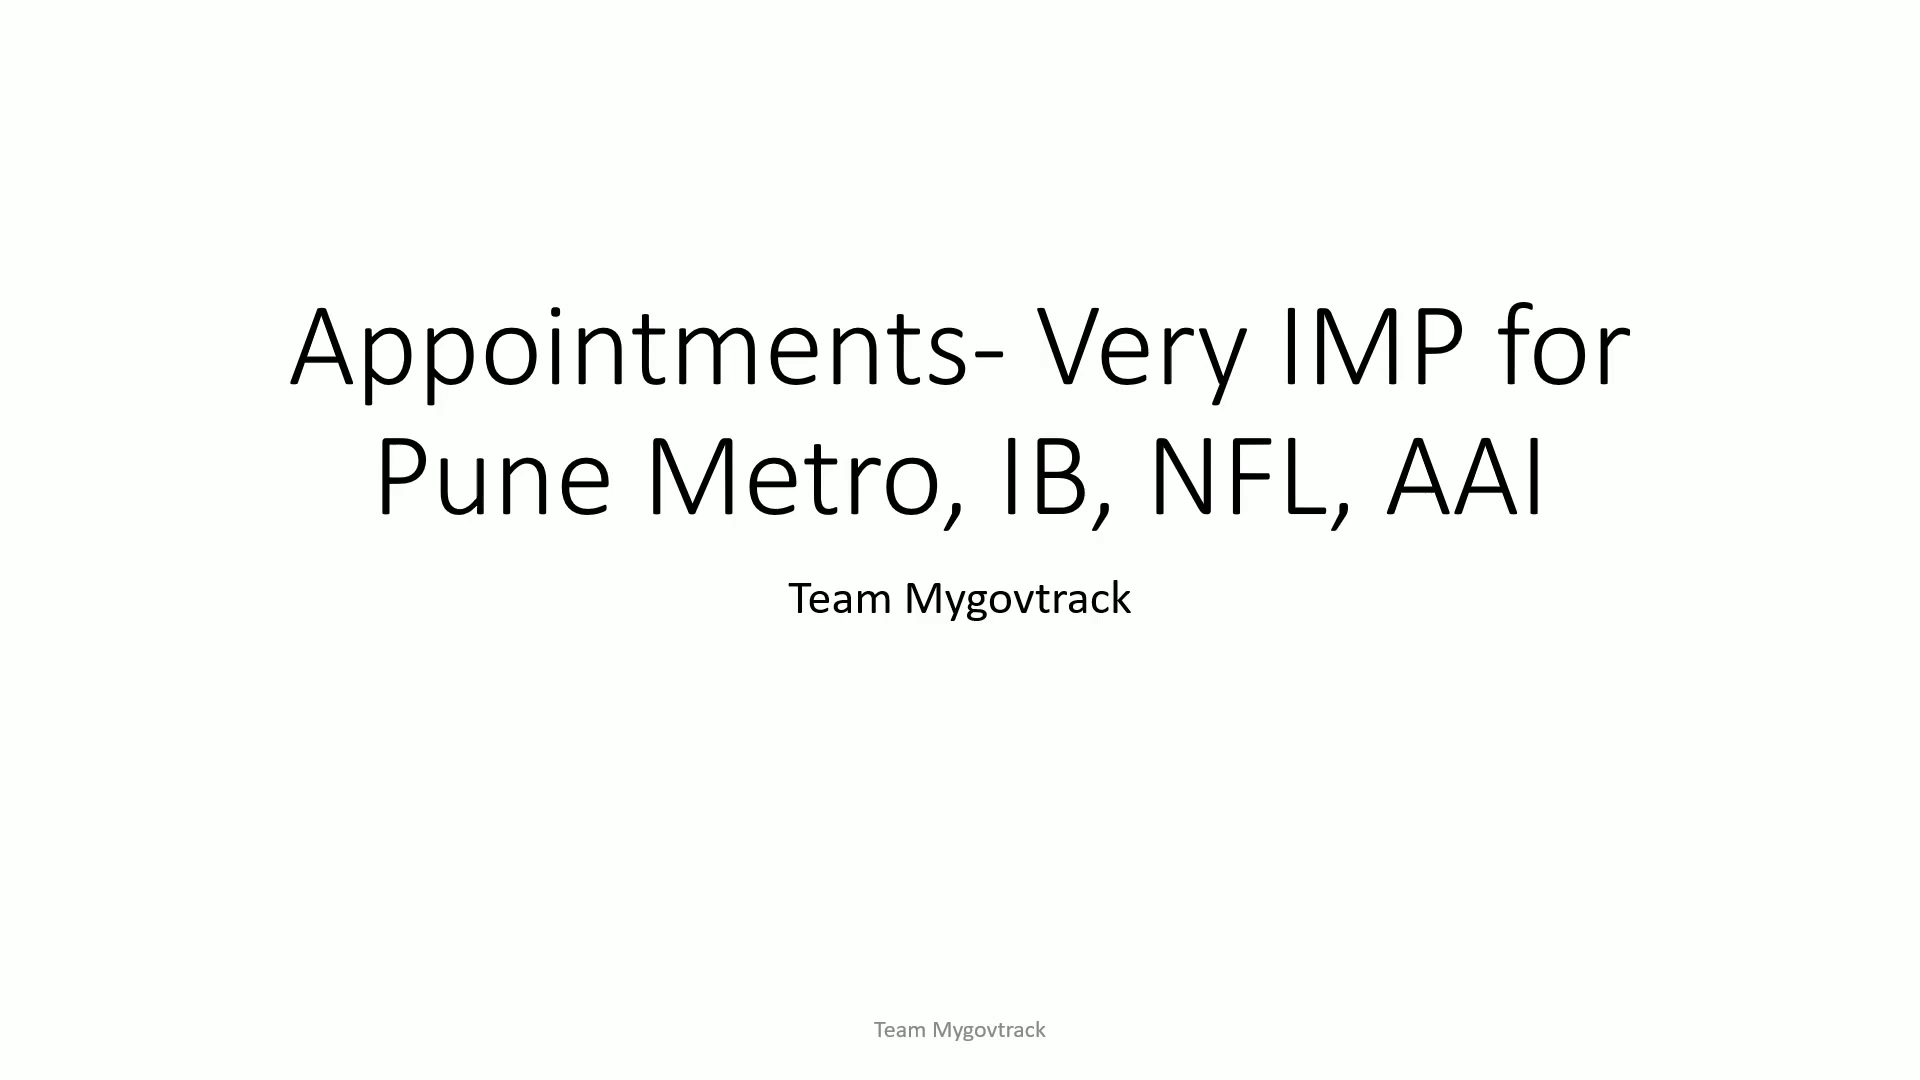 Appointments- Very IMP for
Pune Metro, IB, NFL, AAI
Team Mygovtrack
Team Mygovtrack